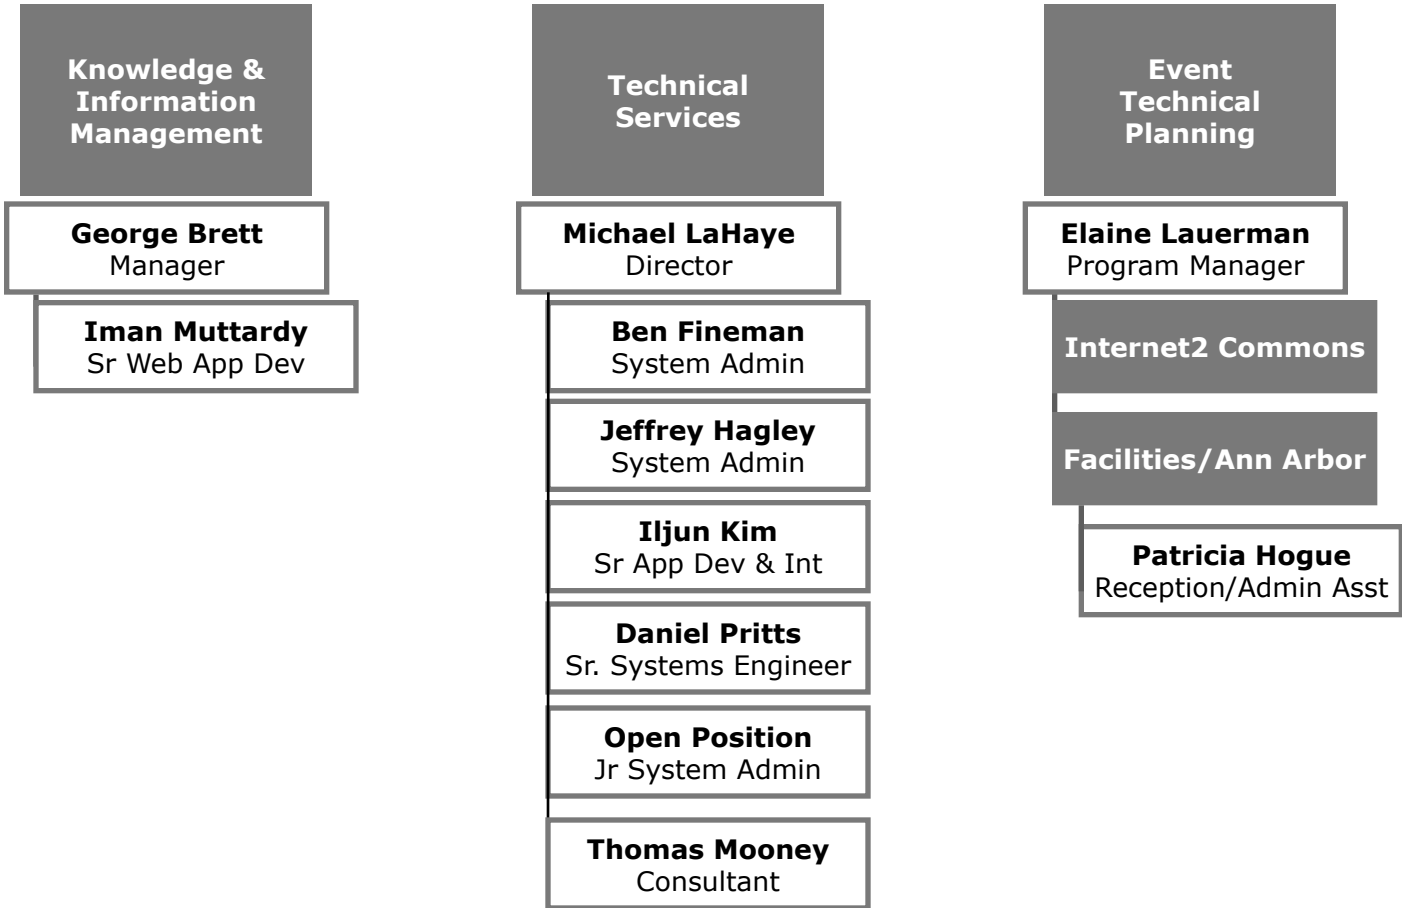 Knowledge &
Information
Management
George Brett
Manager
Iman Muttardy
Sr Web App Dev
Technical
Services
Michael LaHaye
Director
Ben Fineman
System Admin
Jeffrey Hagley
System Admin
Iljun Kim
Sr App Dev & Int
Daniel Pritts
Sr. Systems Engineer
Open Position
Jr System Admin
Thomas Mooney
Consultant
Event
Technical
Planning
Elaine Lauerman
Program Manager
Internet2 Commons
Facilities/Ann Arbor
Patricia Hogue
Reception/Admin Asst